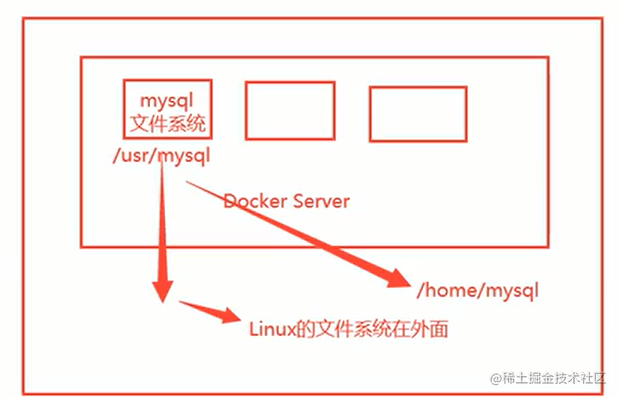 mysql
文件系统
/usr/mysql
Docker Server
/home/mysql
Linux的文件系统在外面
@稀土掘金技术社区